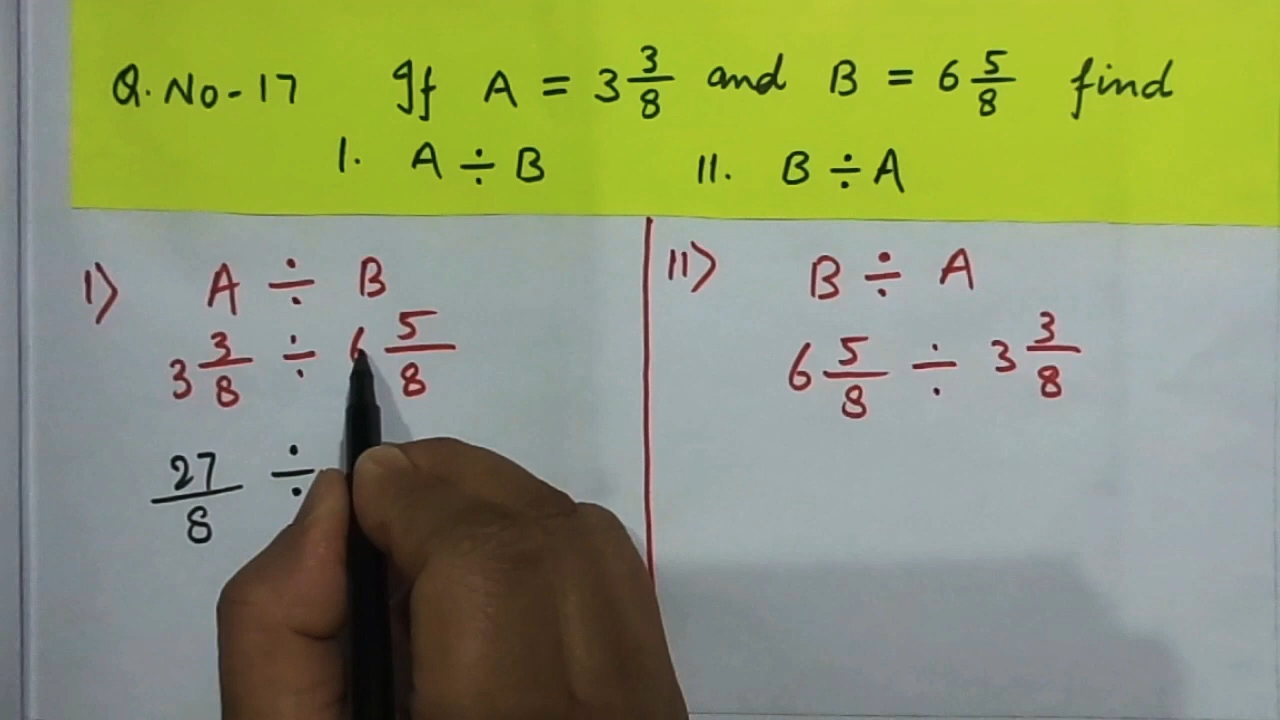 Q. No-17 If A = 3 3/8 and B = 6 5/8 find
I. A ÷ B II. B ÷ A
I) A ÷ B
3 3/8 ÷ 6 5/8
27/8 ÷
II) B ÷ A
6 5/8 ÷ 3 3/8